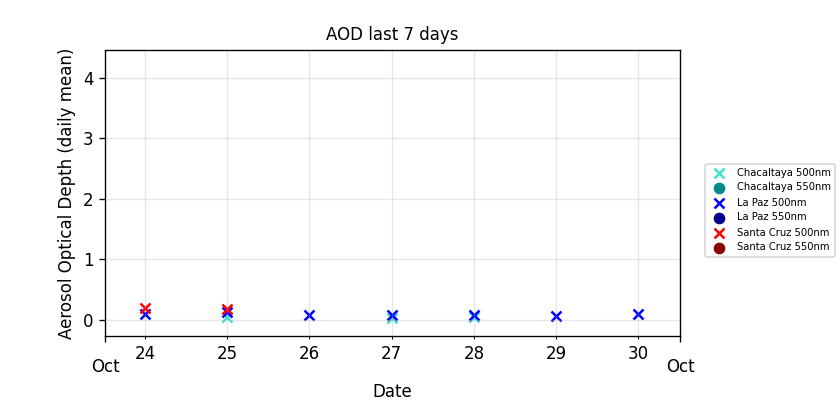 AOD last 7 days
Aerosol Optical Depth (daily mean)
4
3
2
1
0
24
25
26
27
28
29
30
Oct
Oct
Date
Chacaltaya 500nm
Chacaltaya 550nm
La Paz 500nm
La Paz 550nm
Santa Cruz 500nm
Santa Cruz 550nm